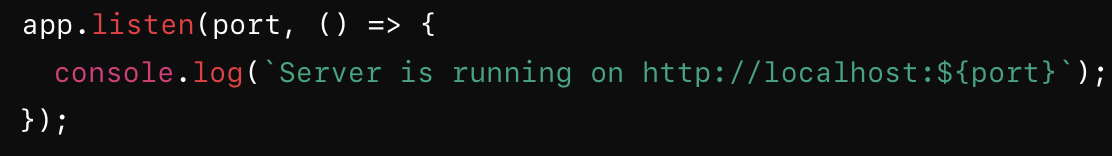 app.listen(port, () => {
  console.log(`Server is running on http://localhost:${port}`);
});